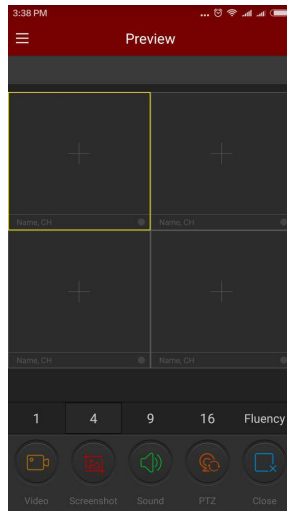 3:38 PM ...
Preview
Name, CH Name, CH
Name, CH Name, CH
1 4 9 16 Fluency
Video Screenshot Sound PTZ Close